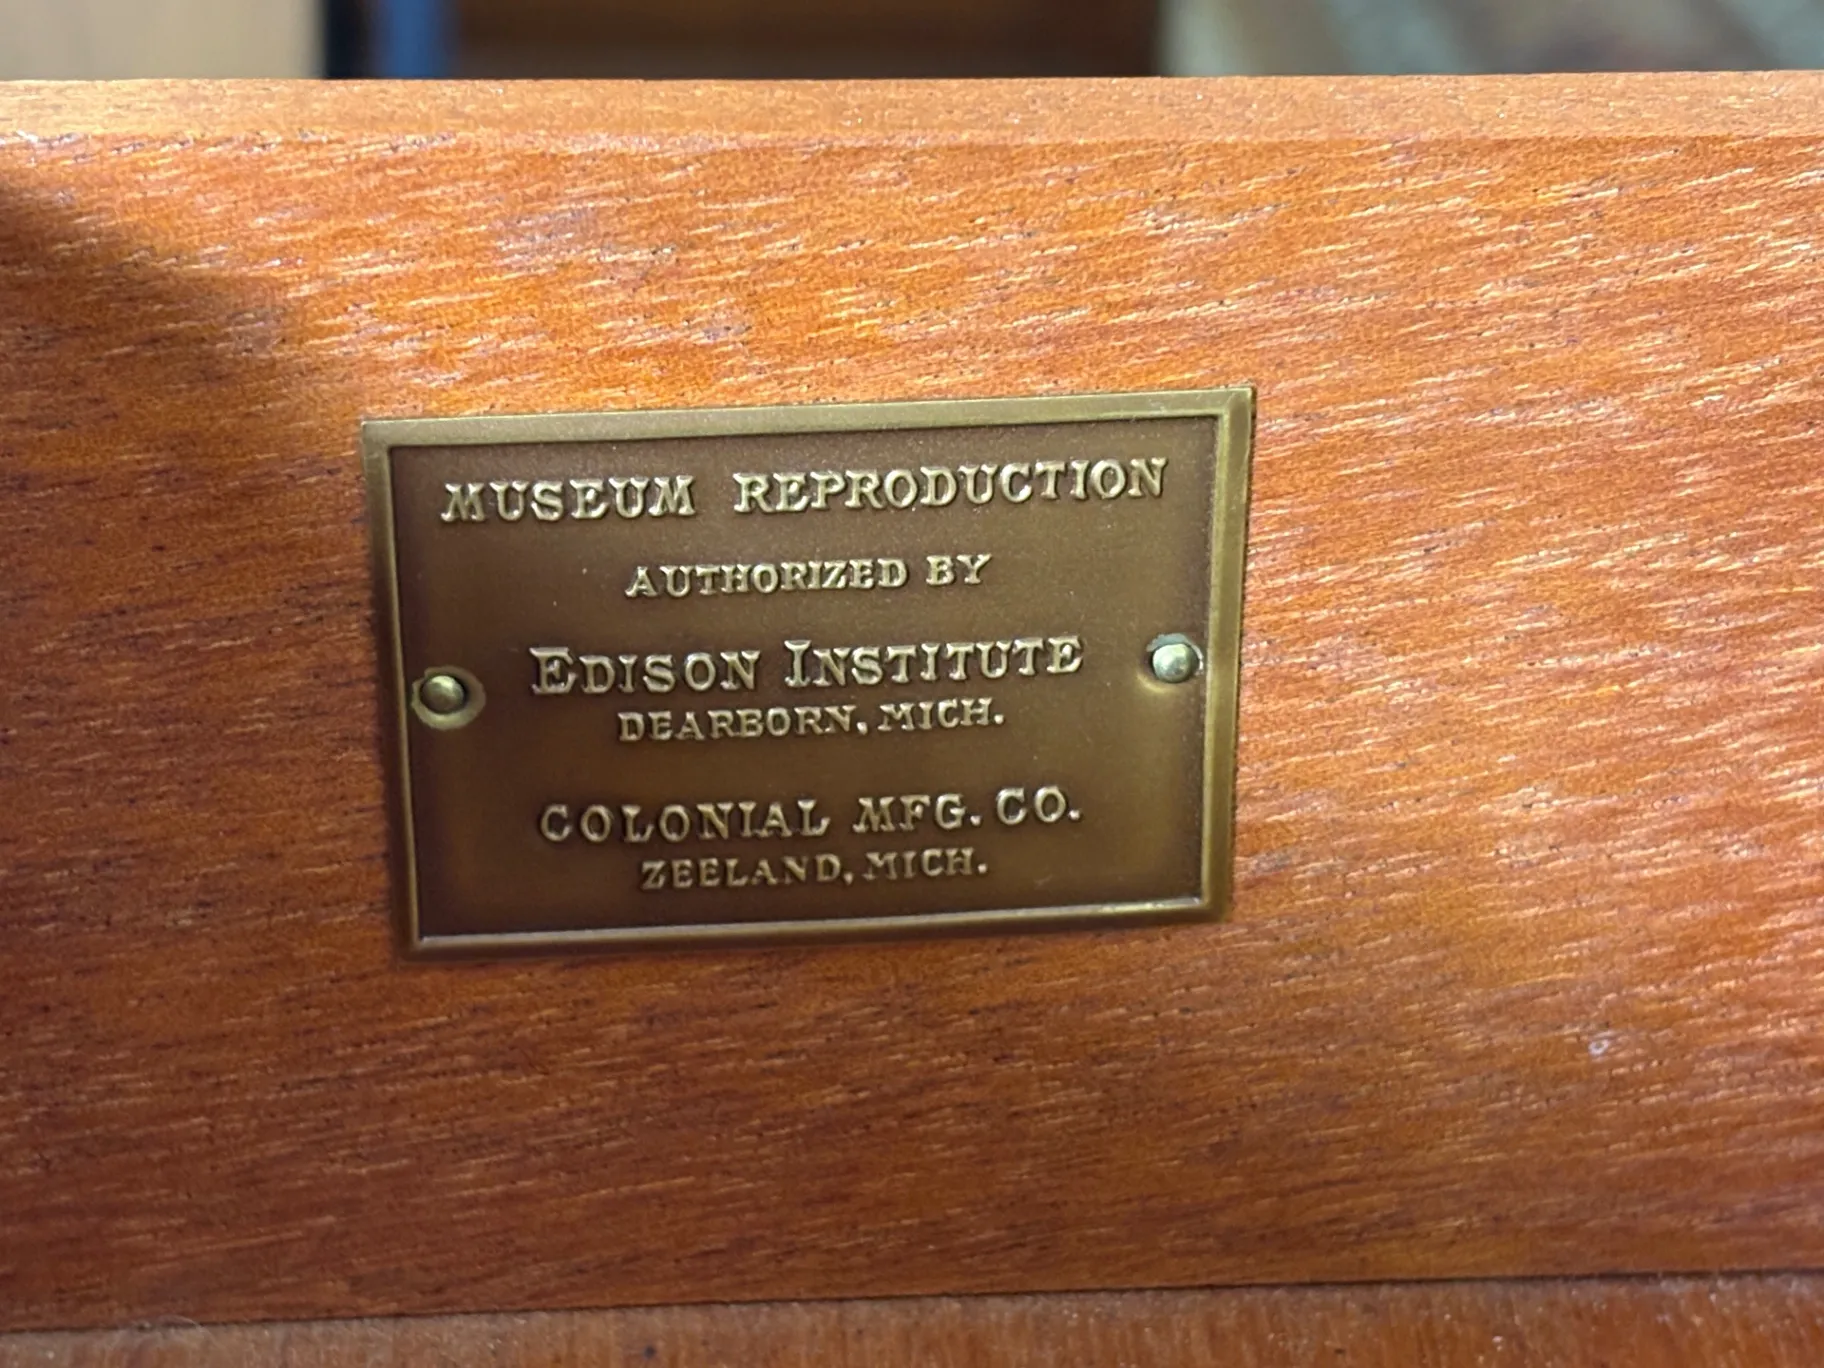 MUSEUM REPRODUCTION
AUTHORIZED BY
EDISON INSTITUTE
DEARBORN, MICH.
COLONIAL MFG. CO.
ZEELAND, MICH.